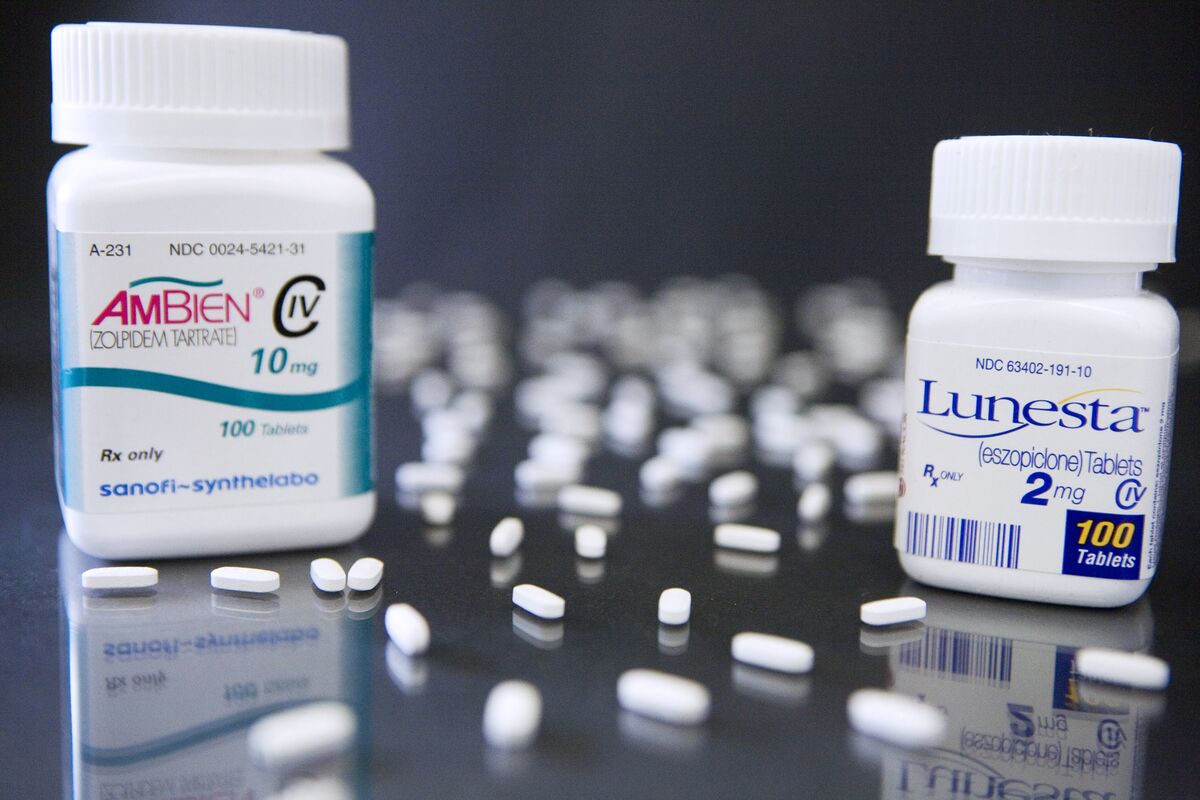 A-231 NDC 0024-5421-31
AMBIEN® CIV
(ZOLPIDEM TARTRATE)
10 mg
100 Tablets
Rx only
sanofi~synthelabo
NDC 63402-191-10
LUNESTA™
(eszopiclone) Tablets
Rx ONLY
2 mg CIV
100
Tablets